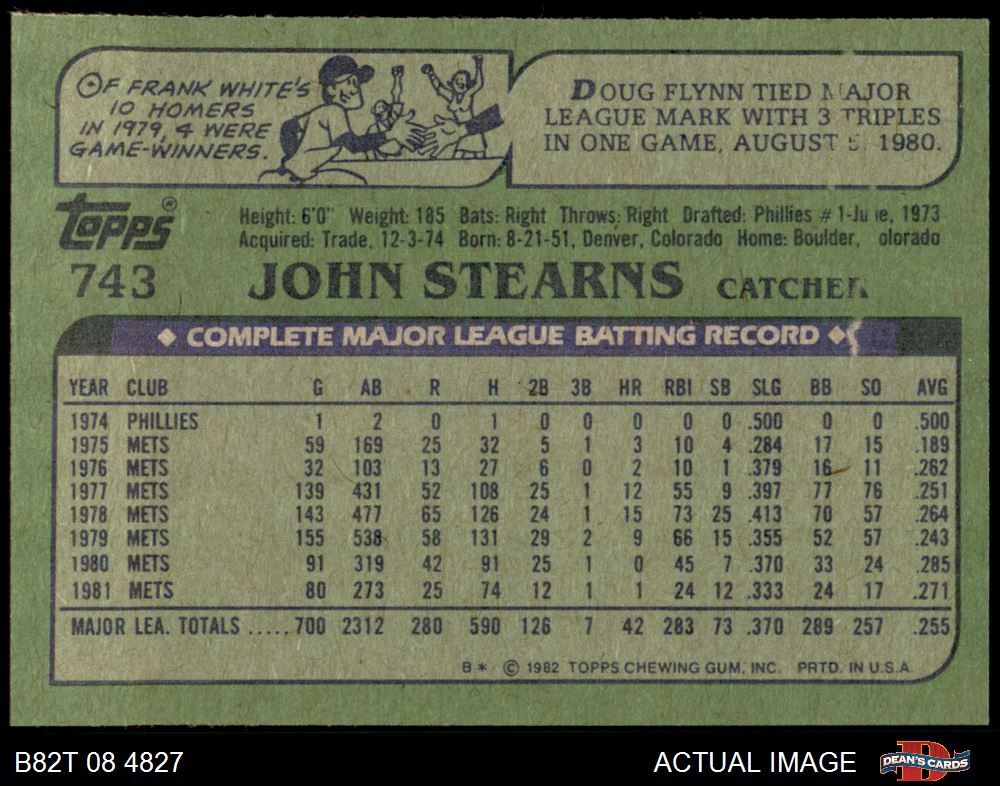 OF FRANK WHITE'S
10 HOMERS
IN 1979, 4 WERE
GAME-WINNERS.
DOUG FLYNN TIED MAJOR
LEAGUE MARK WITH 3 TRIPLES
IN ONE GAME, AUGUST 5, 1980.
Topps®
Height: 6'0" Weight: 185 Bats: Right Throws: Right Drafted: Phillies #1-June, 1973
Acquired: Trade, 12-3-74 Born: 8-21-51, Denver, Colorado Home: Boulder, olorado
743 JOHN STEARNS CATCHER
◆ COMPLETE MAJOR LEAGUE BATTING RECORD ◆
YEAR CLUB G AB R H 2B 3B HR RBI SB SLG BB SO AVG
1974 PHILLIES 1 2 0 1 0 0 0 0 0 .500 0 0 .500
1975 METS 59 169 25 32 5 1 3 10 4 .284 17 15 .189
1976 METS 32 103 13 27 6 0 2 10 1 .379 16 11 .262
1977 METS 139 431 52 108 25 1 12 55 9 .397 77 76 .251
1978 METS 143 477 65 126 24 1 15 73 25 .413 70 57 .264
1979 METS 155 538 58 131 29 2 9 66 15 .355 52 57 .243
1980 METS 91 319 42 91 25 1 0 45 7 .370 33 24 .285
1981 METS 80 273 25 74 12 1 1 24 12 .333 24 17 .271
MAJOR LEA. TOTALS .....700 2312 280 590 126 7 42 283 73 .370 289 257 .255
B* © 1982 TOPPS CHEWING GUM, INC. PRTD. IN U.S.A.
B82T 08 4827
ACTUAL IMAGE
DEAN'S CARDS